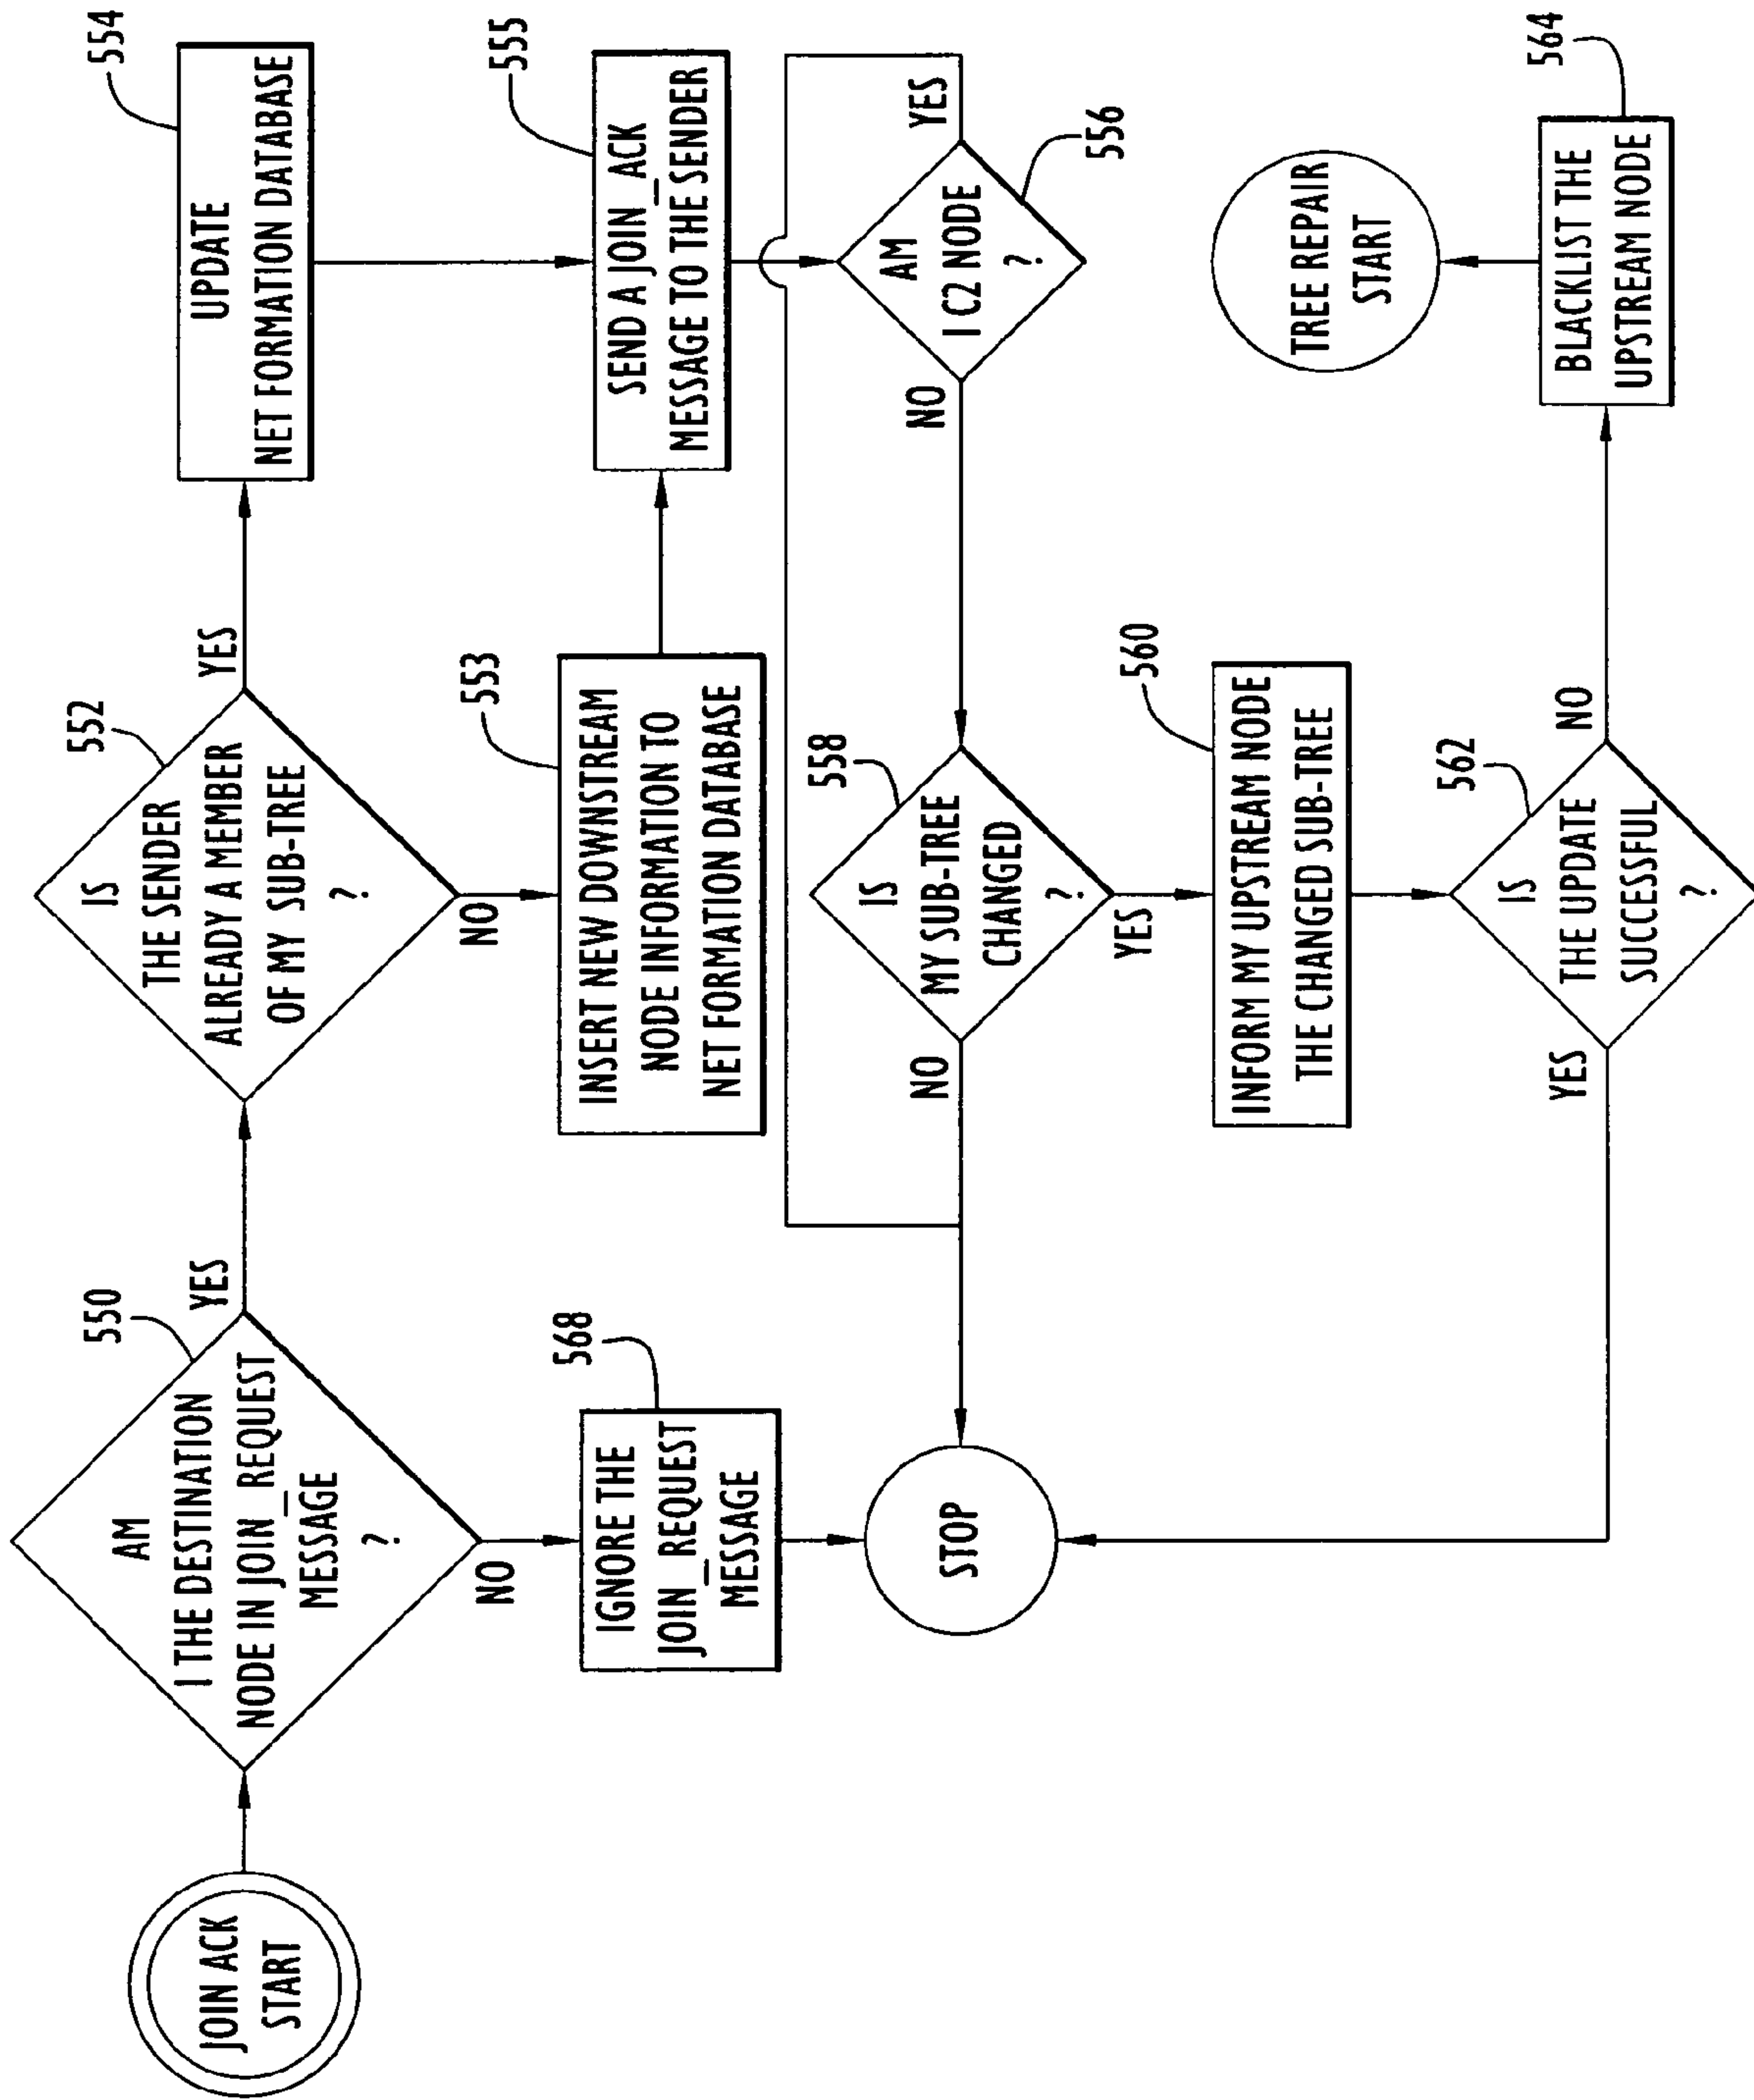 JOIN ACK
START
550
AM
I THE DESTINATION
NODE IN JOIN_REQUEST
MESSAGE
?
YES
NO
552
IS
THE SENDER
ALREADY A MEMBER
OF MY SUB-TREE
?
YES
NO
554
UPDATE
NET FORMATION DATABASE
568
IGNORE THE
JOIN_REQUEST
MESSAGE
553
INSERT NEW DOWNSTREAM
NODE INFORMATION TO
NET FORMATION DATABASE
555
SEND A JOIN_ACK
MESSAGE TO THE SENDER
STOP
558
IS
MY SUB-TREE
CHANGED
?
NO
YES
AM
I C2 NODE
?
556
NO
YES
560
INFORM MY UPSTREAM NODE
THE CHANGED SUB-TREE
TREE REPAIR
START
562
IS
THE UPDATE
SUCCESSFUL
?
YES
NO
BLACKLIST THE
UPSTREAM NODE
564